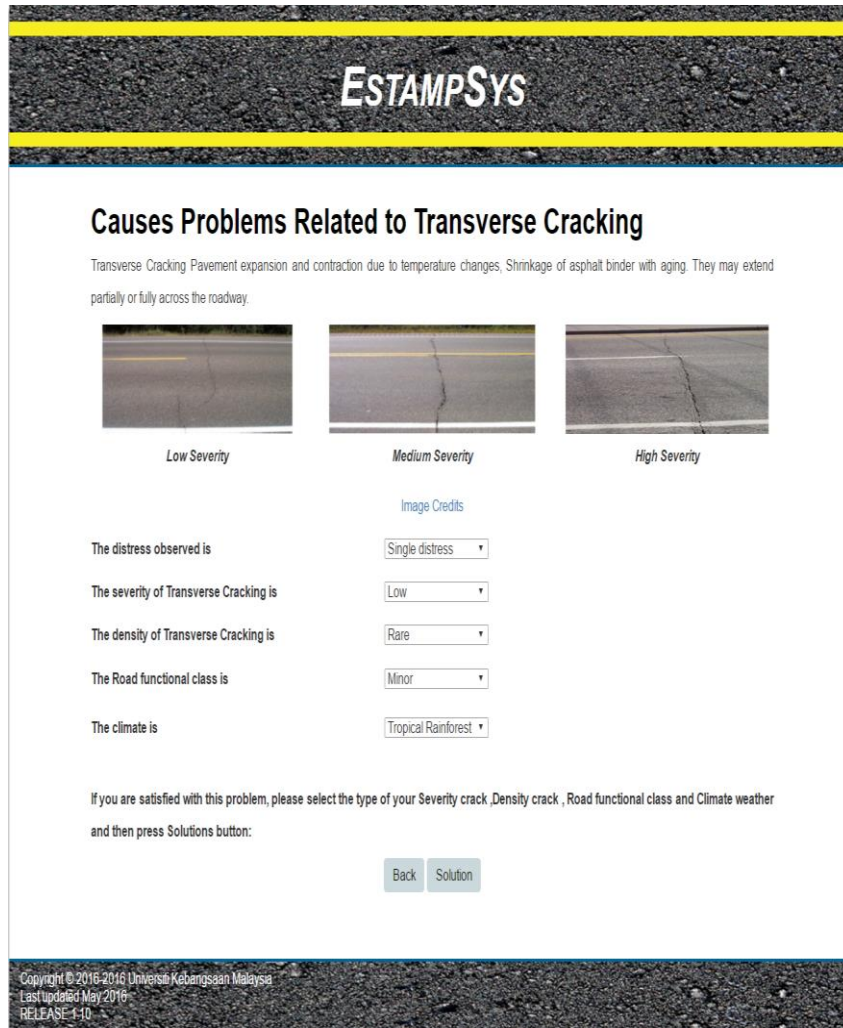 ESTAMPSYS
Causes Problems Related to Transverse Cracking
Transverse Cracking Pavement expansion and contraction due to temperature changes, Shrinkage of asphalt binder with aging. They may extend
partially or fully across the roadway.
Low Severity Medium Severity High Severity
Image Credits
The distress observed is Single distress
The severity of Transverse Cracking is Low
The density of Transverse Cracking is Rare
The Road functional class is Minor
The climate is Tropical Rainforest
If you are satisfied with this problem, please select the type of your Severity crack ,Density crack , Road functional class and Climate weather
and then press Solutions button:
Back Solution
Copyright © 2016-2016 Universiti Kebangsaan Malaysia
Last updated May 2016
RELEASE 1.10